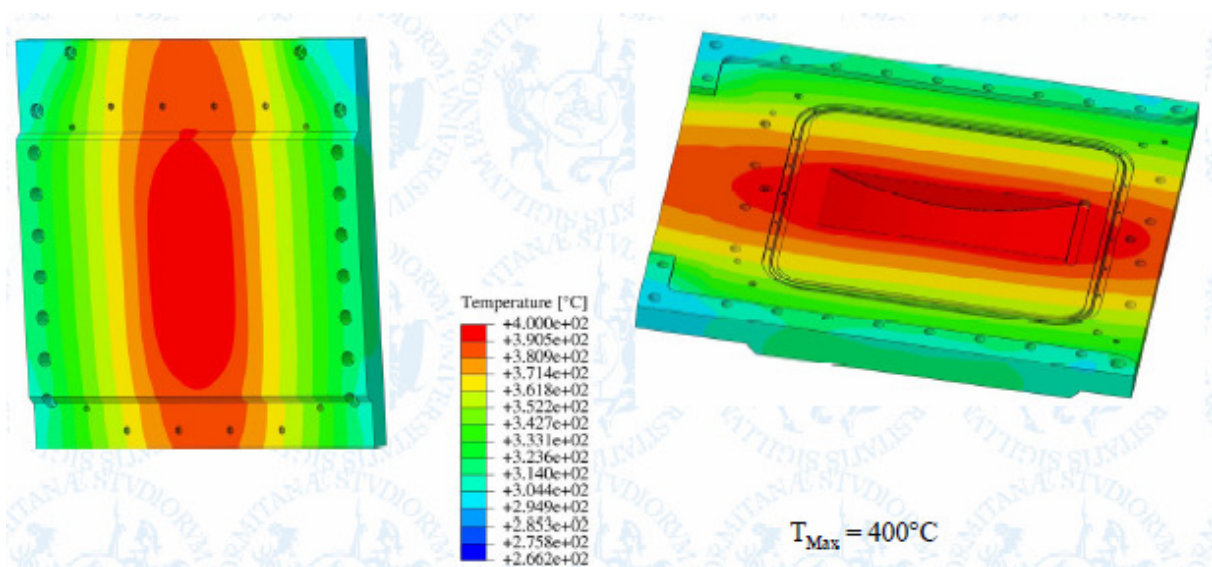 Temperature [°C]
+4.000e+02
+3.905e+02
+3.809e+02
+3.714e+02
+3.618e+02
+3.522e+02
+3.427e+02
+3.331e+02
+3.236e+02
+3.140e+02
+3.044e+02
+2.949e+02
+2.853e+02
+2.758e+02
+2.662e+02
T_Max = 400°C